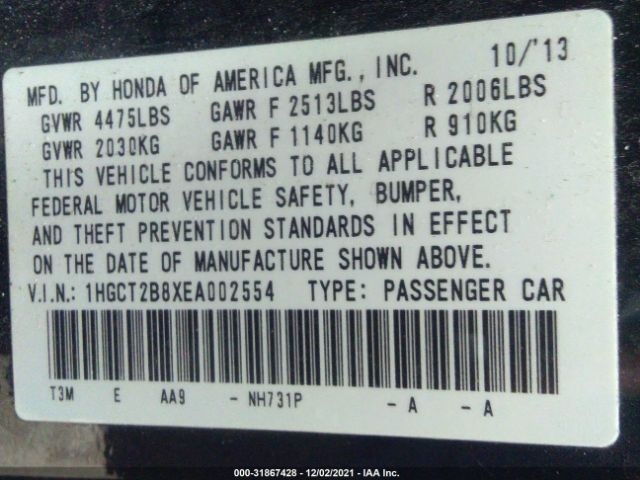 MFD. BY HONDA OF AMERICA MFG., INC. 10/'13
GVWR 4475LBS GAWR F 2513LBS R 2006LBS
GVWR 2030KG GAWR F 1140KG R 910KG
THIS VEHICLE CONFORMS TO ALL APPLICABLE
FEDERAL MOTOR VEHICLE SAFETY, BUMPER,
AND THEFT PREVENTION STANDARDS IN EFFECT
ON THE DATE OF MANUFACTURE SHOWN ABOVE.
V.I.N.: 1HGCT2B8XEA002554 TYPE: PASSENGER CAR
T3M E AA9 - NH731P - A - A
000-31867428 - 12/02/2021 - IAA Inc.